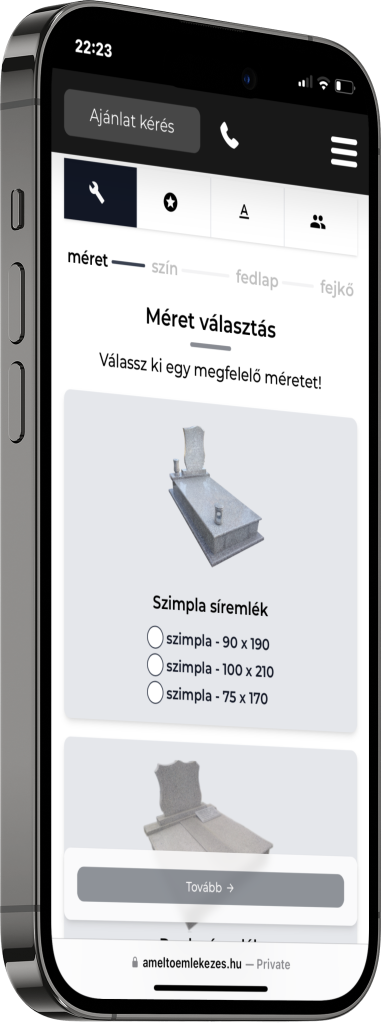 22:23
Ajánlat kérés
A
méret szín fedlap fejkő
Méret választás
Válassz ki egy megfelelő méretet!
Szimpla síremlék
szimpla - 90 x 190
szimpla - 100 x 210
szimpla - 75 x 170
Tovább →
ameltoemlekezes.hu — Private